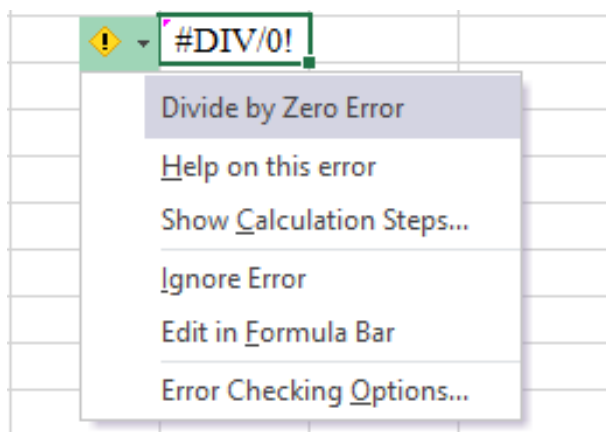 #DIV/0!
Divide by Zero Error
Help on this error
Show Calculation Steps...
Ignore Error
Edit in Formula Bar
Error Checking Options...